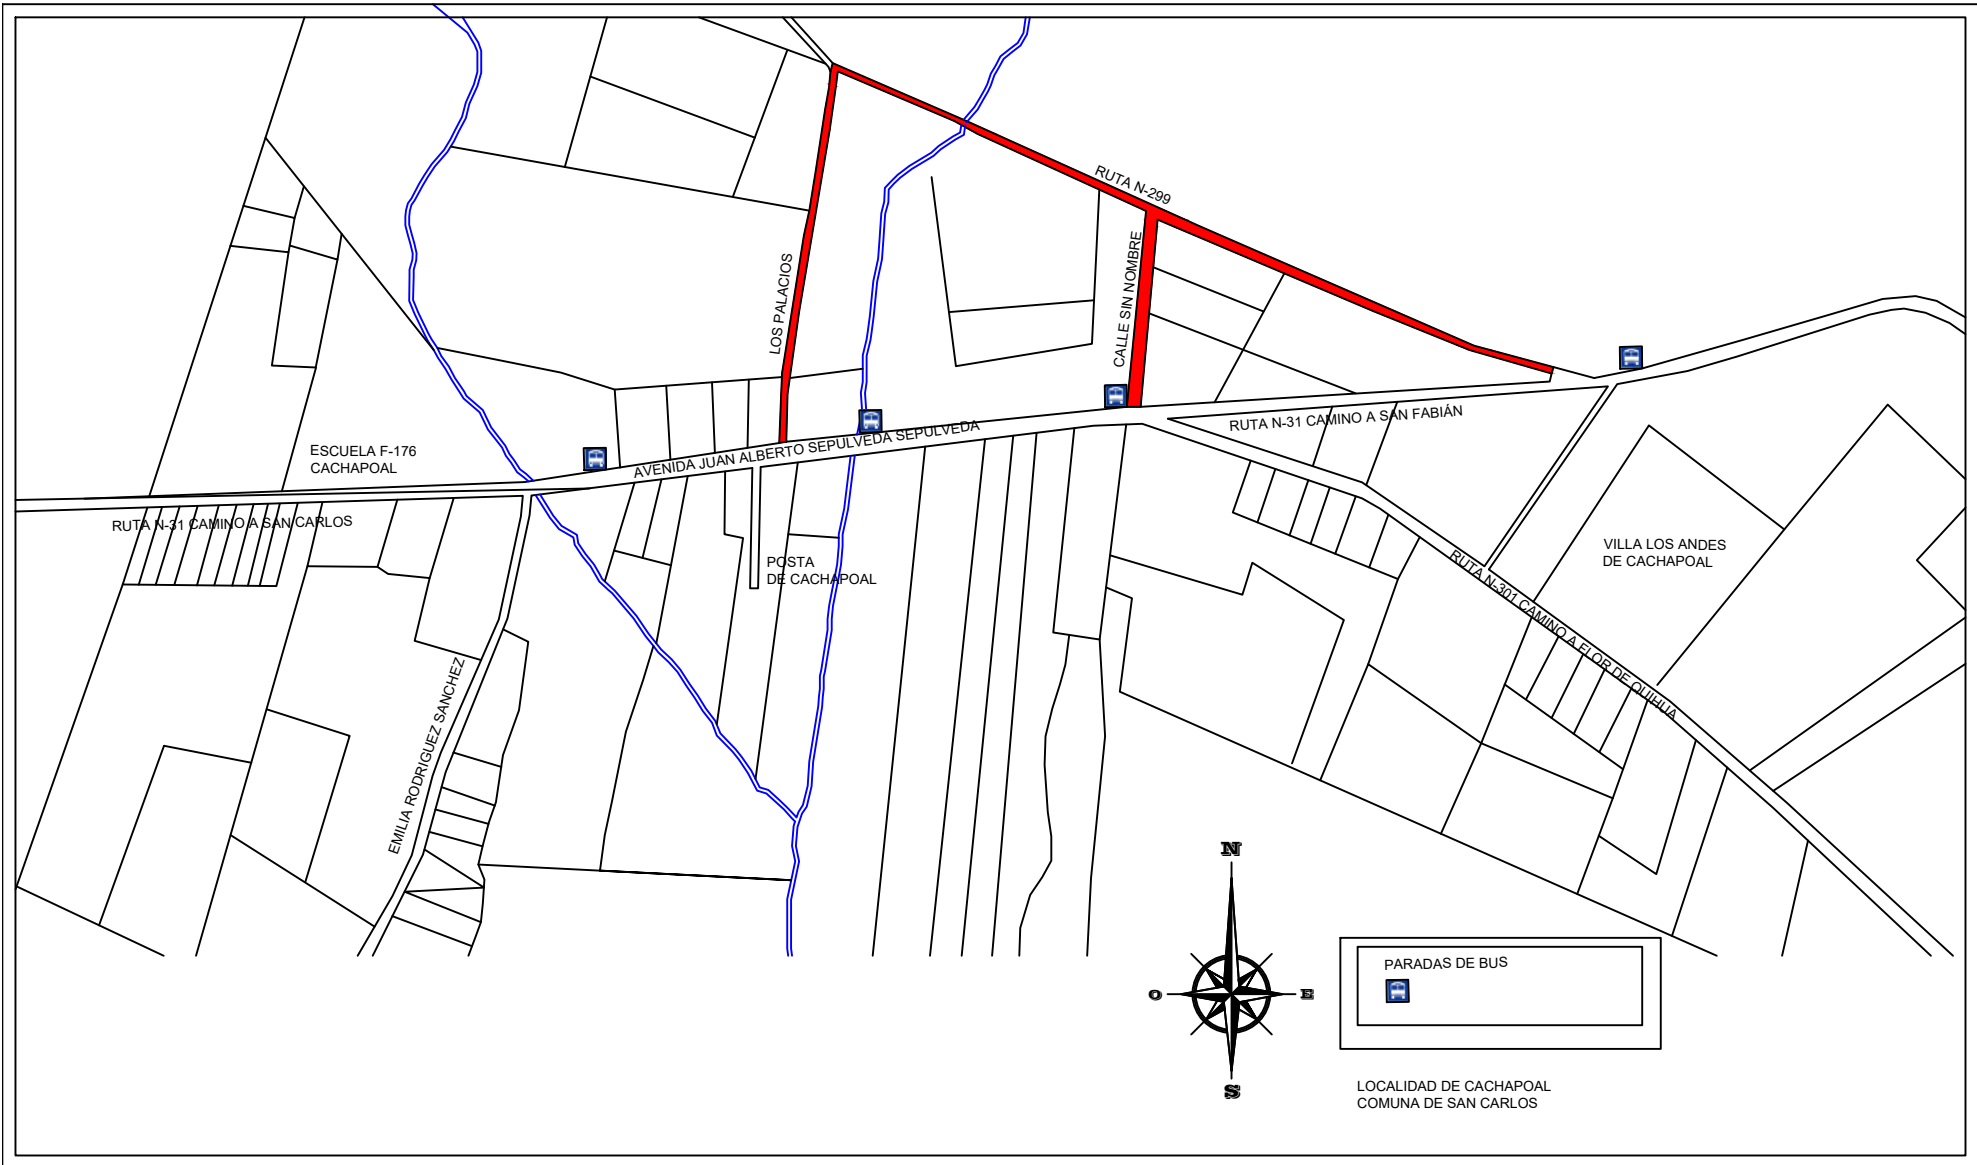 RUTA N-299
LOS PALACIOS
CALLE SIN NOMBRE
ESCUELA F-176
CACHAPOAL
AVENIDA JUAN ALBERTO SEPULVEDA SEPULVEDA
RUTA N-31 CAMINO A SAN FABIÁN
RUTA N-31 CAMINO A SAN CARLOS
POSTA
DE CACHAPOAL
VILLA LOS ANDES
DE CACHAPOAL
RUTA N-301 CAMINO A FLOR DE QUIHUA
EMILIA RODRIGUEZ SANCHEZ
N
O
E
S
PARADAS DE BUS
LOCALIDAD DE CACHAPOAL
COMUNA DE SAN CARLOS